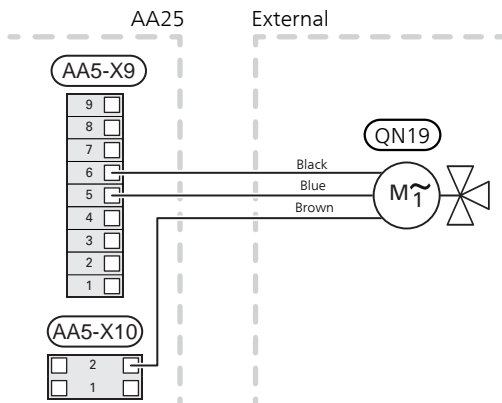 AA25 External
AA5-X9
9
8
7
6
5
4
3
2
1
Black
Blue
Brown
QN19
M 1~
AA5-X10
2
1